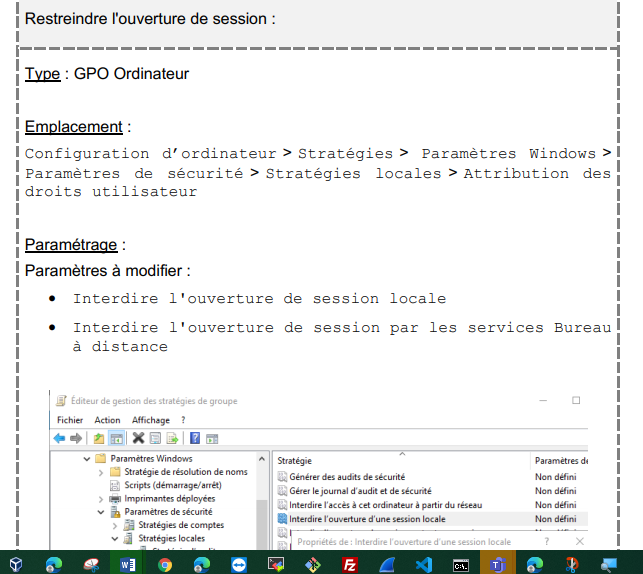 Restreindre l'ouverture de session :
Type : GPO Ordinateur
Emplacement :
Configuration d’ordinateur > Stratégies > Paramètres Windows >
Paramètres de sécurité > Stratégies locales > Attribution des
droits utilisateur
Paramétrage :
Paramètres à modifier :
• Interdire l'ouverture de session locale
• Interdire l'ouverture de session par les services Bureau
à distance
Éditeur de gestion des stratégies de groupe
Fichier Action Affichage ?
Paramètres Windows
Stratégie de résolution de noms
Scripts (démarrage/arrêt)
Imprimantes déployées
Paramètres de sécurité
Stratégies de comptes
Stratégies locales
Stratégie Paramètres de
Générer des audits de sécurité Non défini
Gérer le journal d'audit et de sécurité Non défini
Interdire l'accès à cet ordinateur à partir du réseau Non défini
Interdire l'ouverture d'une session locale Non défini
Propriétés de : Interdire l'ouverture d'une session locale ?